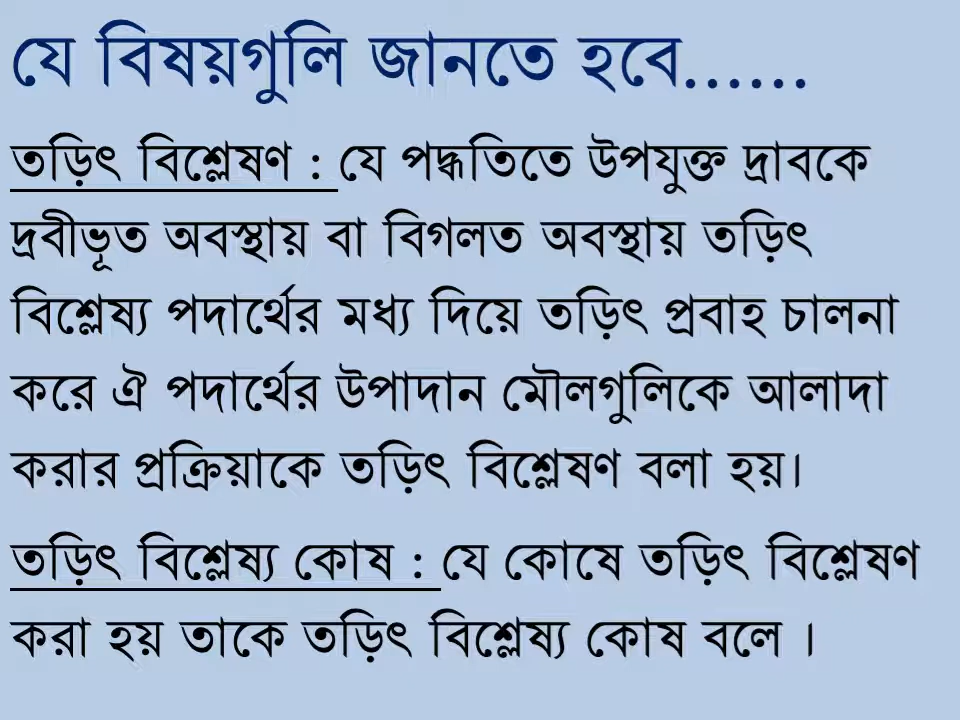 যে বিষয়গুলি জানতে হবে......
তড়িৎ বিশ্লেষণ : যে পদ্ধতিতে উপযুক্ত দ্রাবকে
দ্রবীভূত অবস্থায় বা বিগলত অবস্থায় তড়িৎ
বিশ্লেষ্য পদার্থের মধ্য দিয়ে তড়িৎ প্রবাহ চালনা
করে ঐ পদার্থের উপাদান মৌলগুলিকে আলাদা
করার প্রক্রিয়াকে তড়িৎ বিশ্লেষণ বলা হয়।
তড়িৎ বিশ্লেষ্য কোষ : যে কোষে তড়িৎ বিশ্লেষণ
করা হয় তাকে তড়িৎ বিশ্লেষ্য কোষ বলে ।